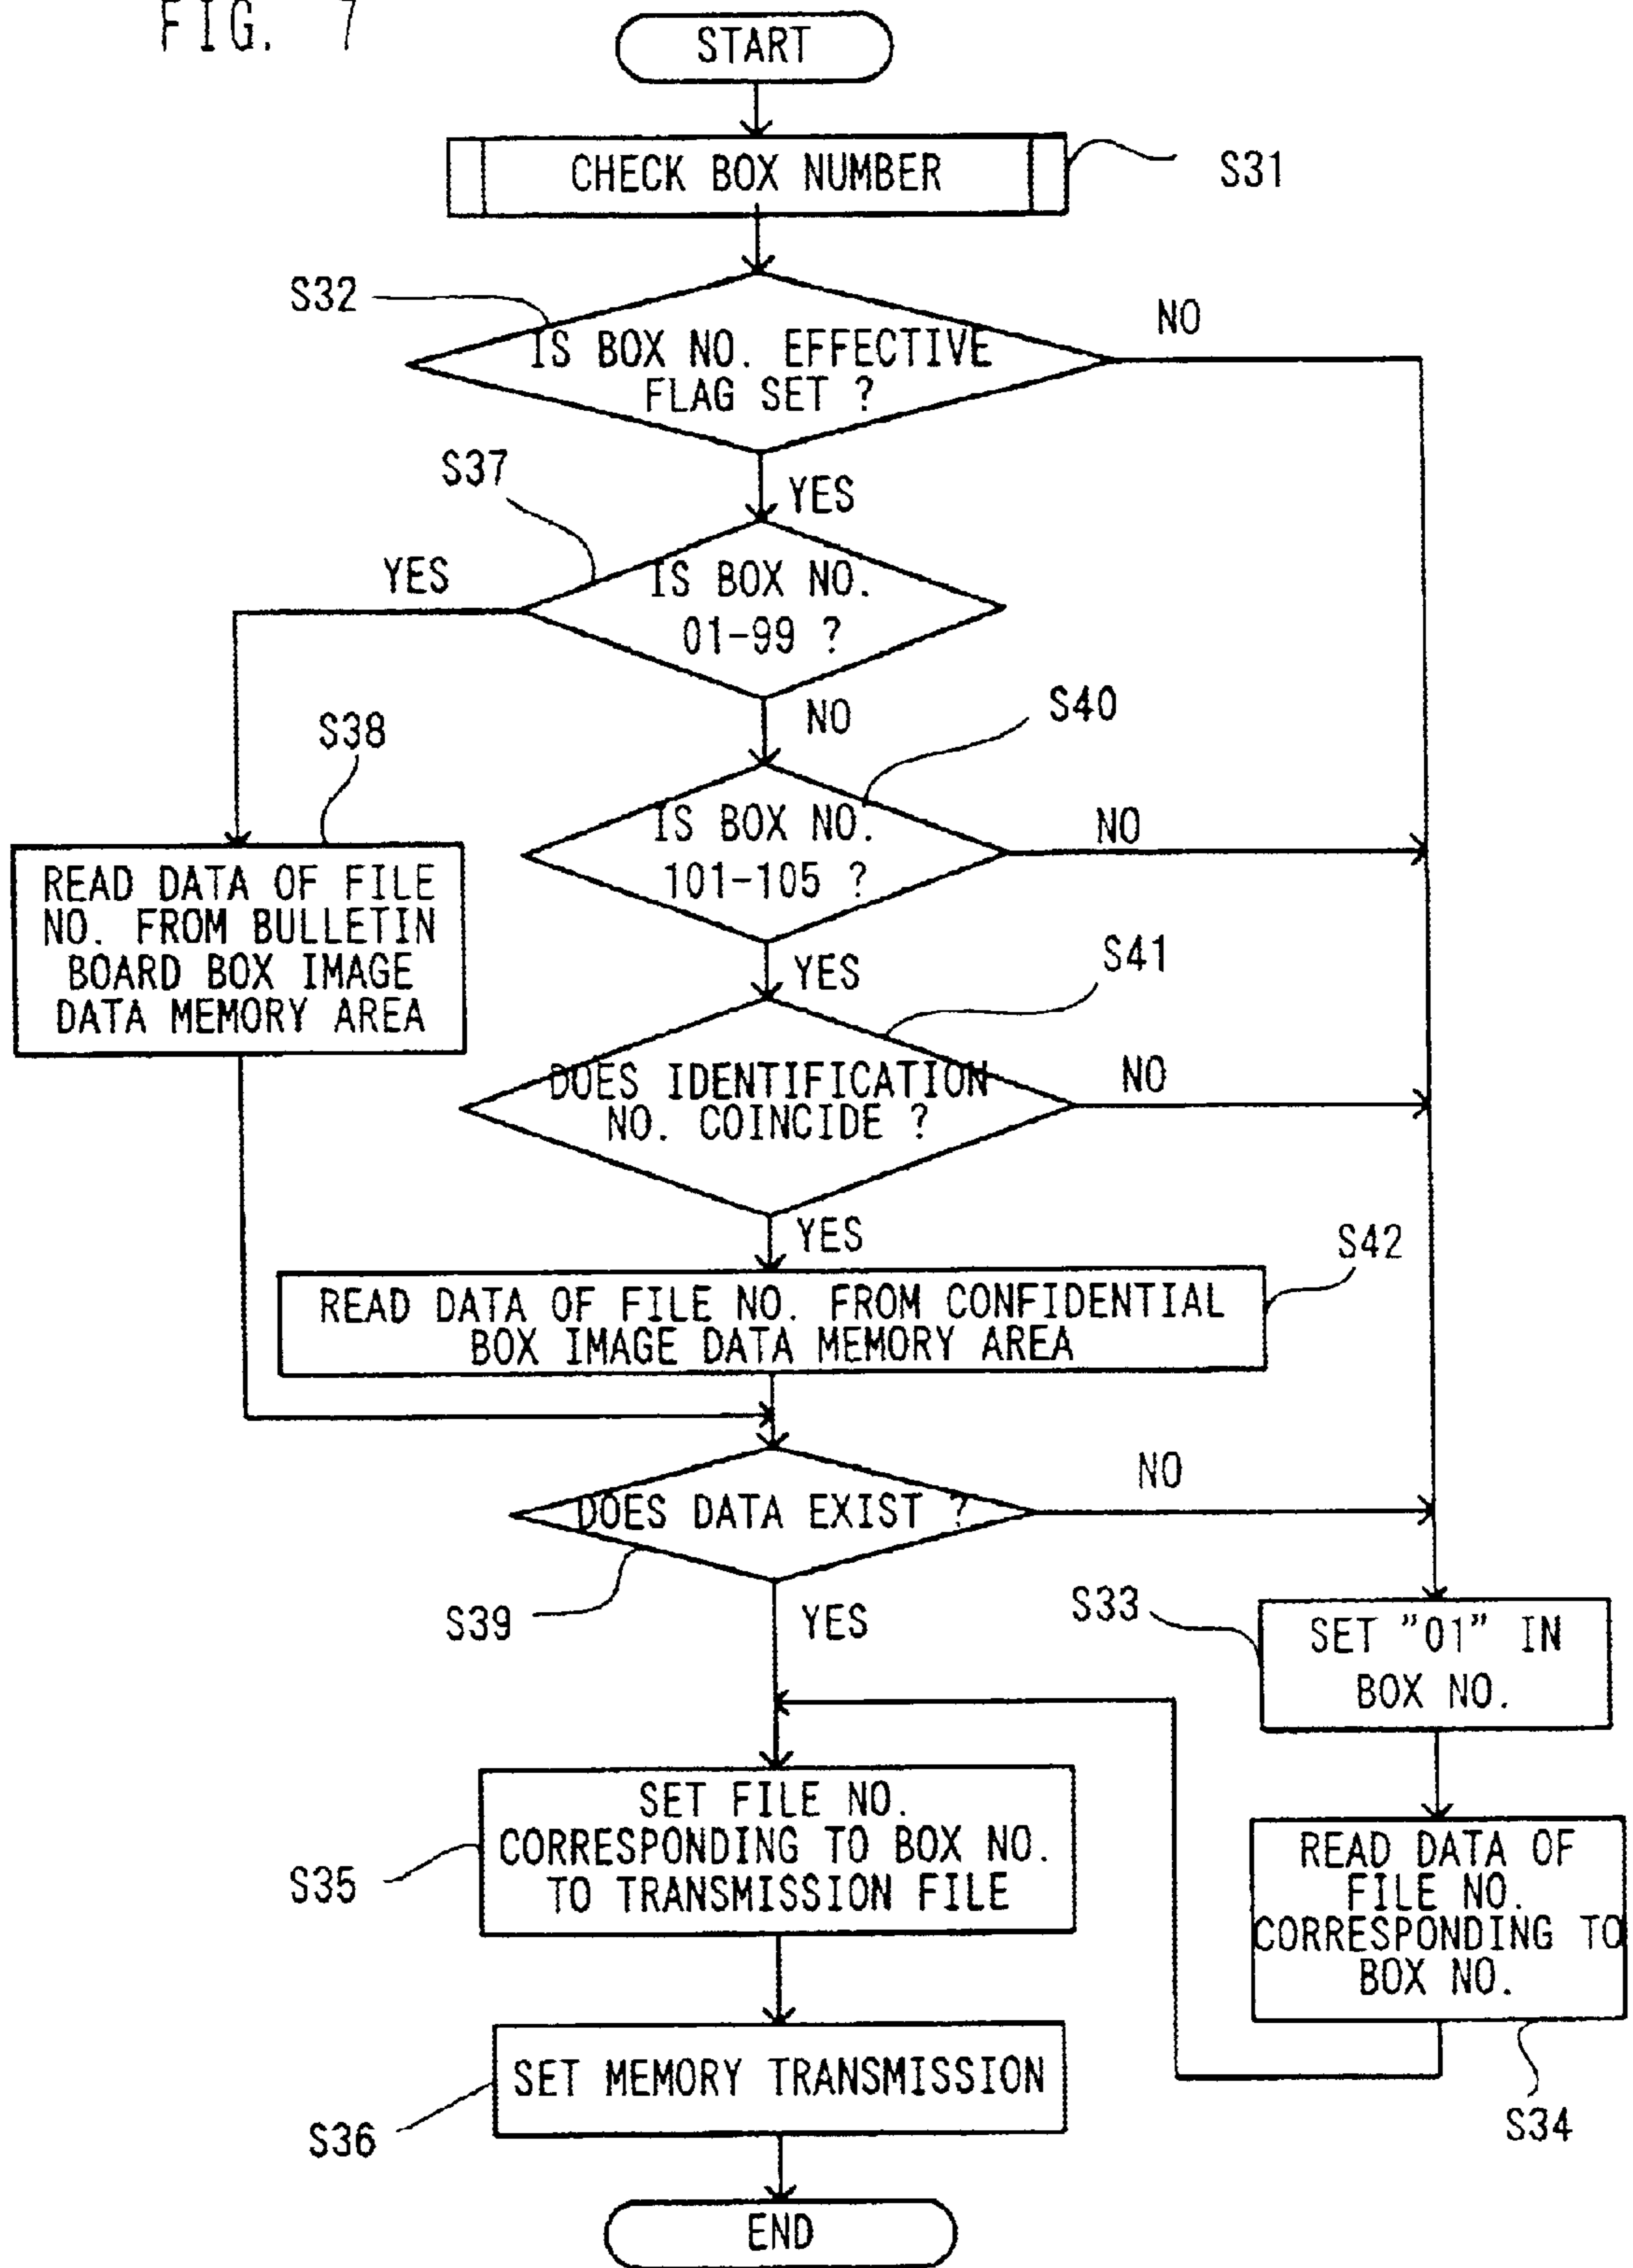 FIG. 7
START
CHECK BOX NUMBER
S31
S32
IS BOX NO. EFFECTIVE
FLAG SET ?
NO
YES
S37
YES
IS BOX NO.
01-99 ?
NO
S40
S38
IS BOX NO.
101-105 ?
NO
READ DATA OF FILE
NO. FROM BULLETIN
BOARD BOX IMAGE
DATA MEMORY AREA
YES
S41
DOES IDENTIFICATION
NO. COINCIDE ?
NO
YES
S42
READ DATA OF FILE NO. FROM CONFIDENTIAL
BOX IMAGE DATA MEMORY AREA
DOES DATA EXIST ?
NO
S39
YES
S33
SET "01" IN
BOX NO.
SET FILE NO.
CORRESPONDING TO BOX NO.
TO TRANSMISSION FILE
S35
READ DATA OF
FILE NO.
CORRESPONDING TO
BOX NO.
S34
SET MEMORY TRANSMISSION
S36
END